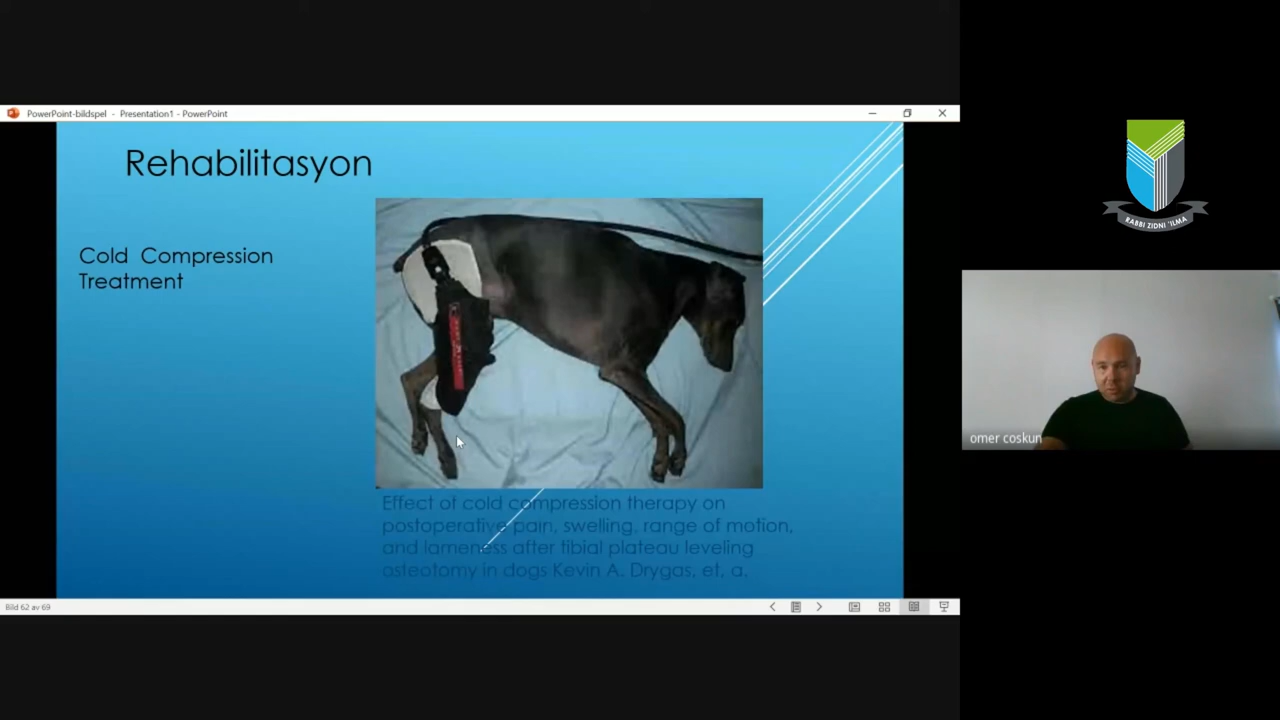 PowerPoint-bildspel - Presentation1 - PowerPoint
Rehabilitasyon
Cold Compression
Treatment
Effect of cold compression therapy on
postoperative pain, swelling, range of motion,
and lameness after tibial plateau leveling
osteotomy in dogs Kevin A. Drygas, et, a.
Bild 62 av 69
RABBI ZIDNI 'ILMA
omer coskun